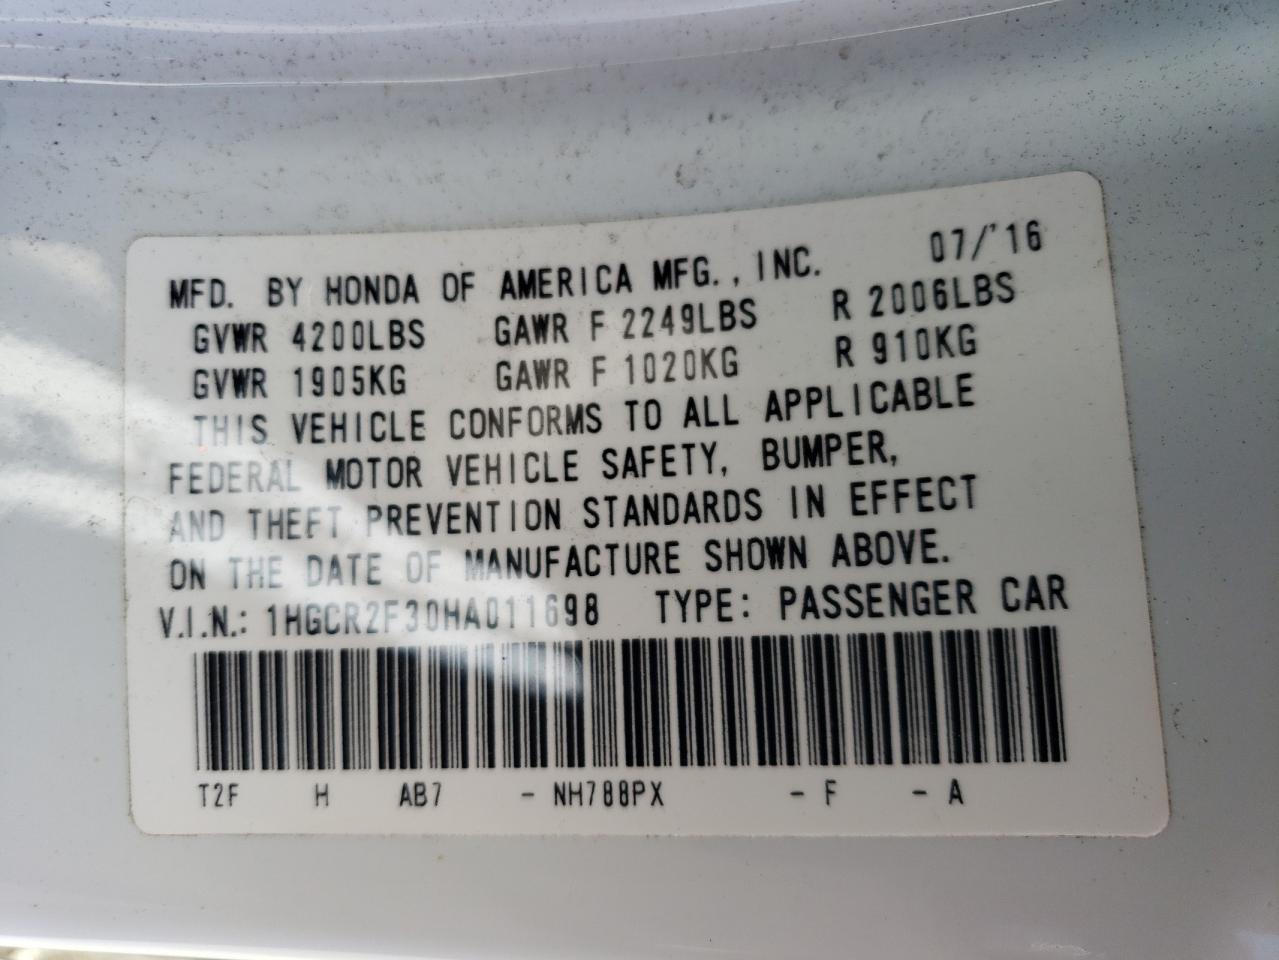 MFD. BY HONDA OF AMERICA MFG., INC. 07/'16
GVWR 4200LBS GAWR F 2249LBS R 2006LBS
GVWR 1905KG GAWR F 1020KG R 910KG
THIS VEHICLE CONFORMS TO ALL APPLICABLE
FEDERAL MOTOR VEHICLE SAFETY, BUMPER,
AND THEFT PREVENTION STANDARDS IN EFFECT
ON THE DATE OF MANUFACTURE SHOWN ABOVE.
V.I.N.: 1HGCR2F30HA011698 TYPE: PASSENGER CAR
T2F H AB7 - NH788PX - F - A